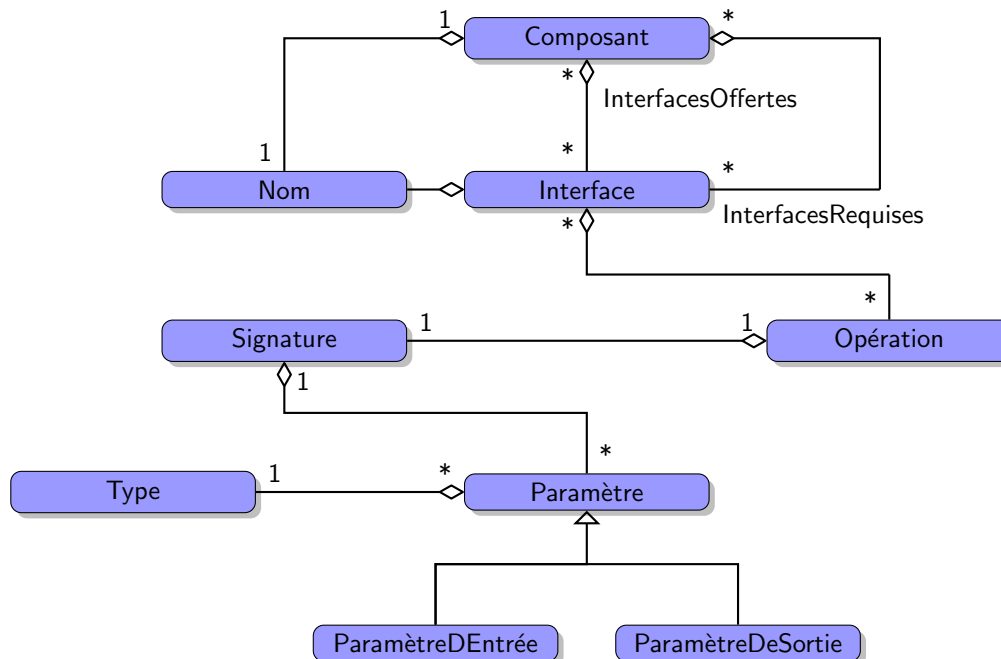 1
Composant
*
*
InterfacesOffertes
1
*
*
Nom
Interface
*
InterfacesRequises
*
Signature
1
1
Opération
1
*
Type
1
*
Paramètre
ParamètreDEntrée
ParamètreDeSortie